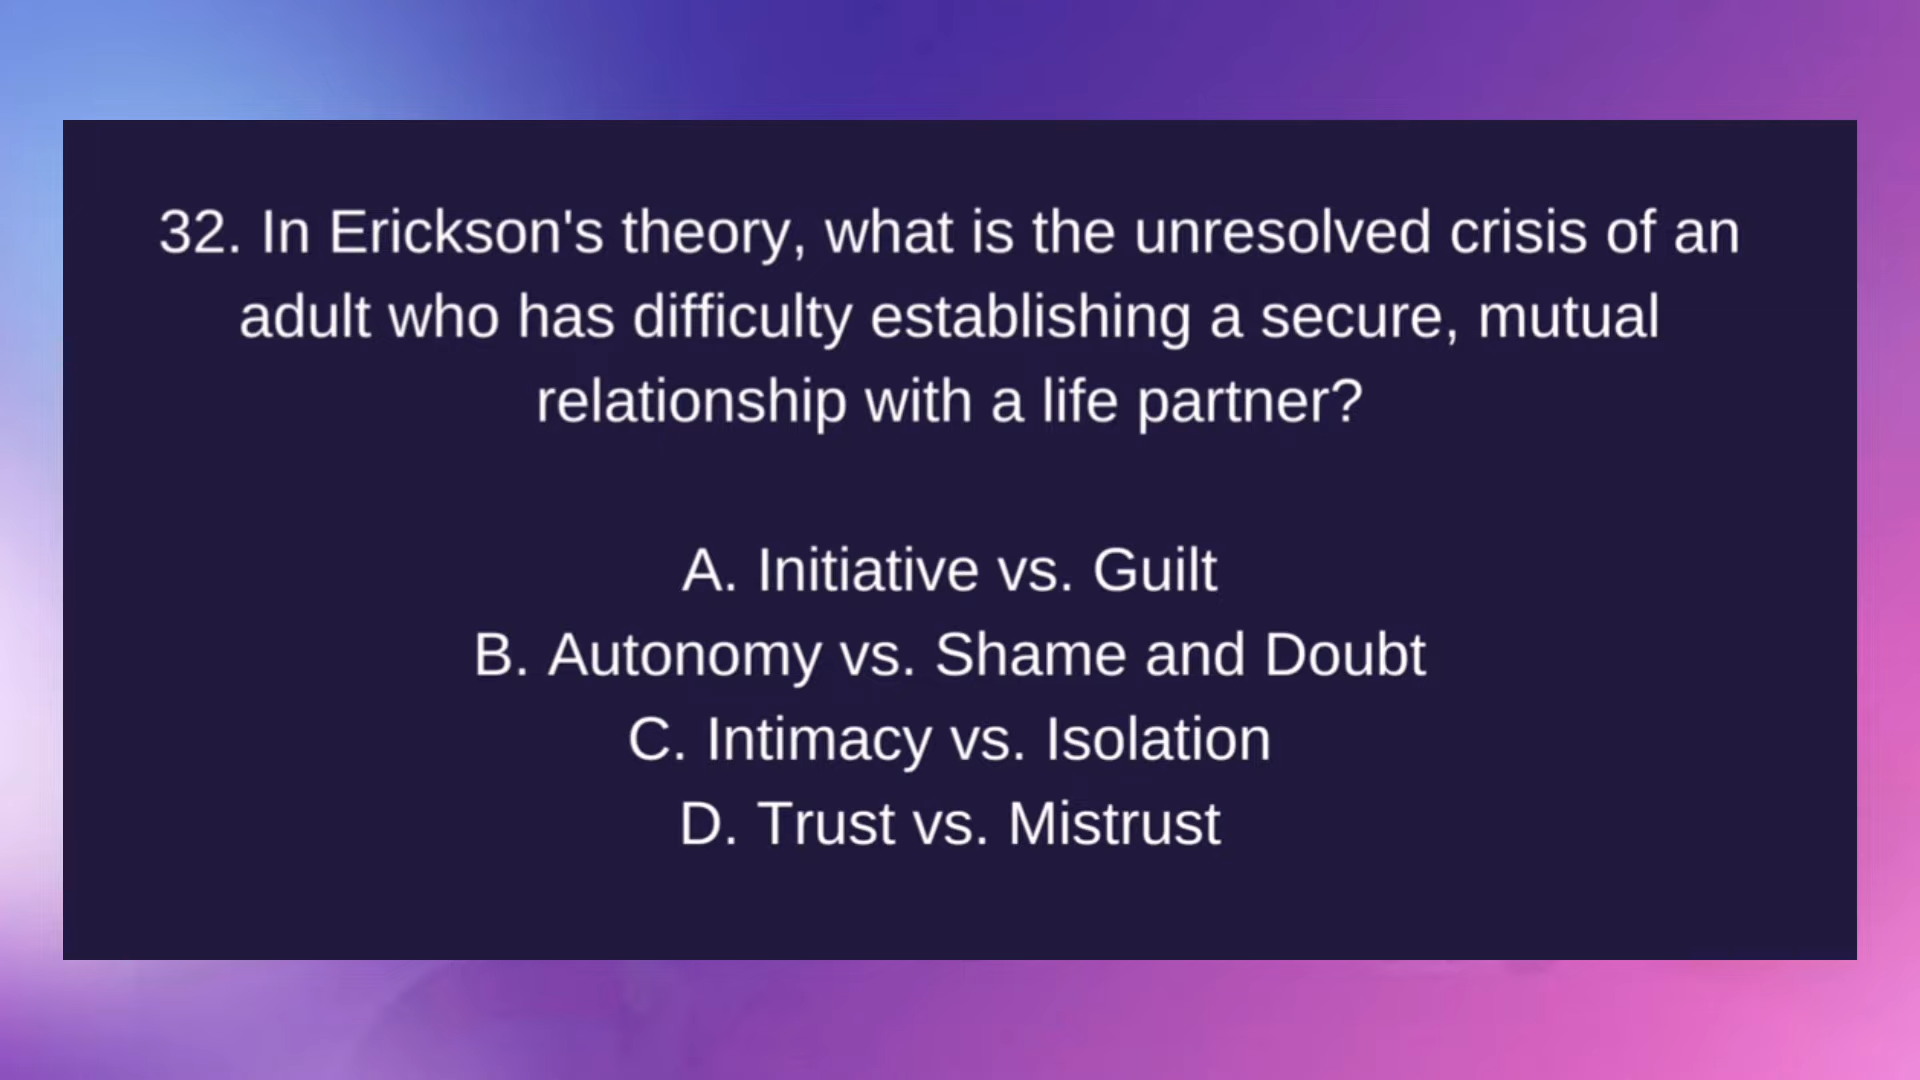 32. In Erickson's theory, what is the unresolved crisis of an
adult who has difficulty establishing a secure, mutual
relationship with a life partner?
A. Initiative vs. Guilt
B. Autonomy vs. Shame and Doubt
C. Intimacy vs. Isolation
D. Trust vs. Mistrust